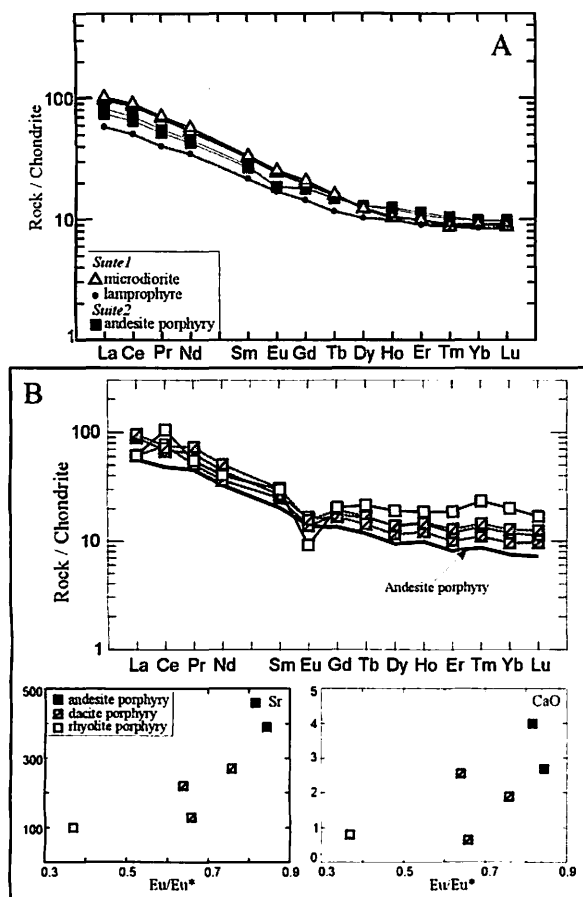 A
Rock / Chondrite
100
10
1
Suite1
microdiorite
lamprophyre
Suite2
andesite porphyry
La Ce Pr Nd Sm Eu Gd Tb Dy Ho Er Tm Yb Lu
B
Rock / Chondrite
100
10
1
Andesite porphyry
La Ce Pr Nd Sm Eu Gd Tb Dy Ho Er Tm Yb Lu
500
300
100
andesite porphyry
dacite porphyry
rhyolite porphyry
Sr
0.3 0.5 0.7 0.9
Eu/Eu*
5
4
3
2
1
0
CaO
0.3 0.5 0.7 0.9
Eu/Eu*